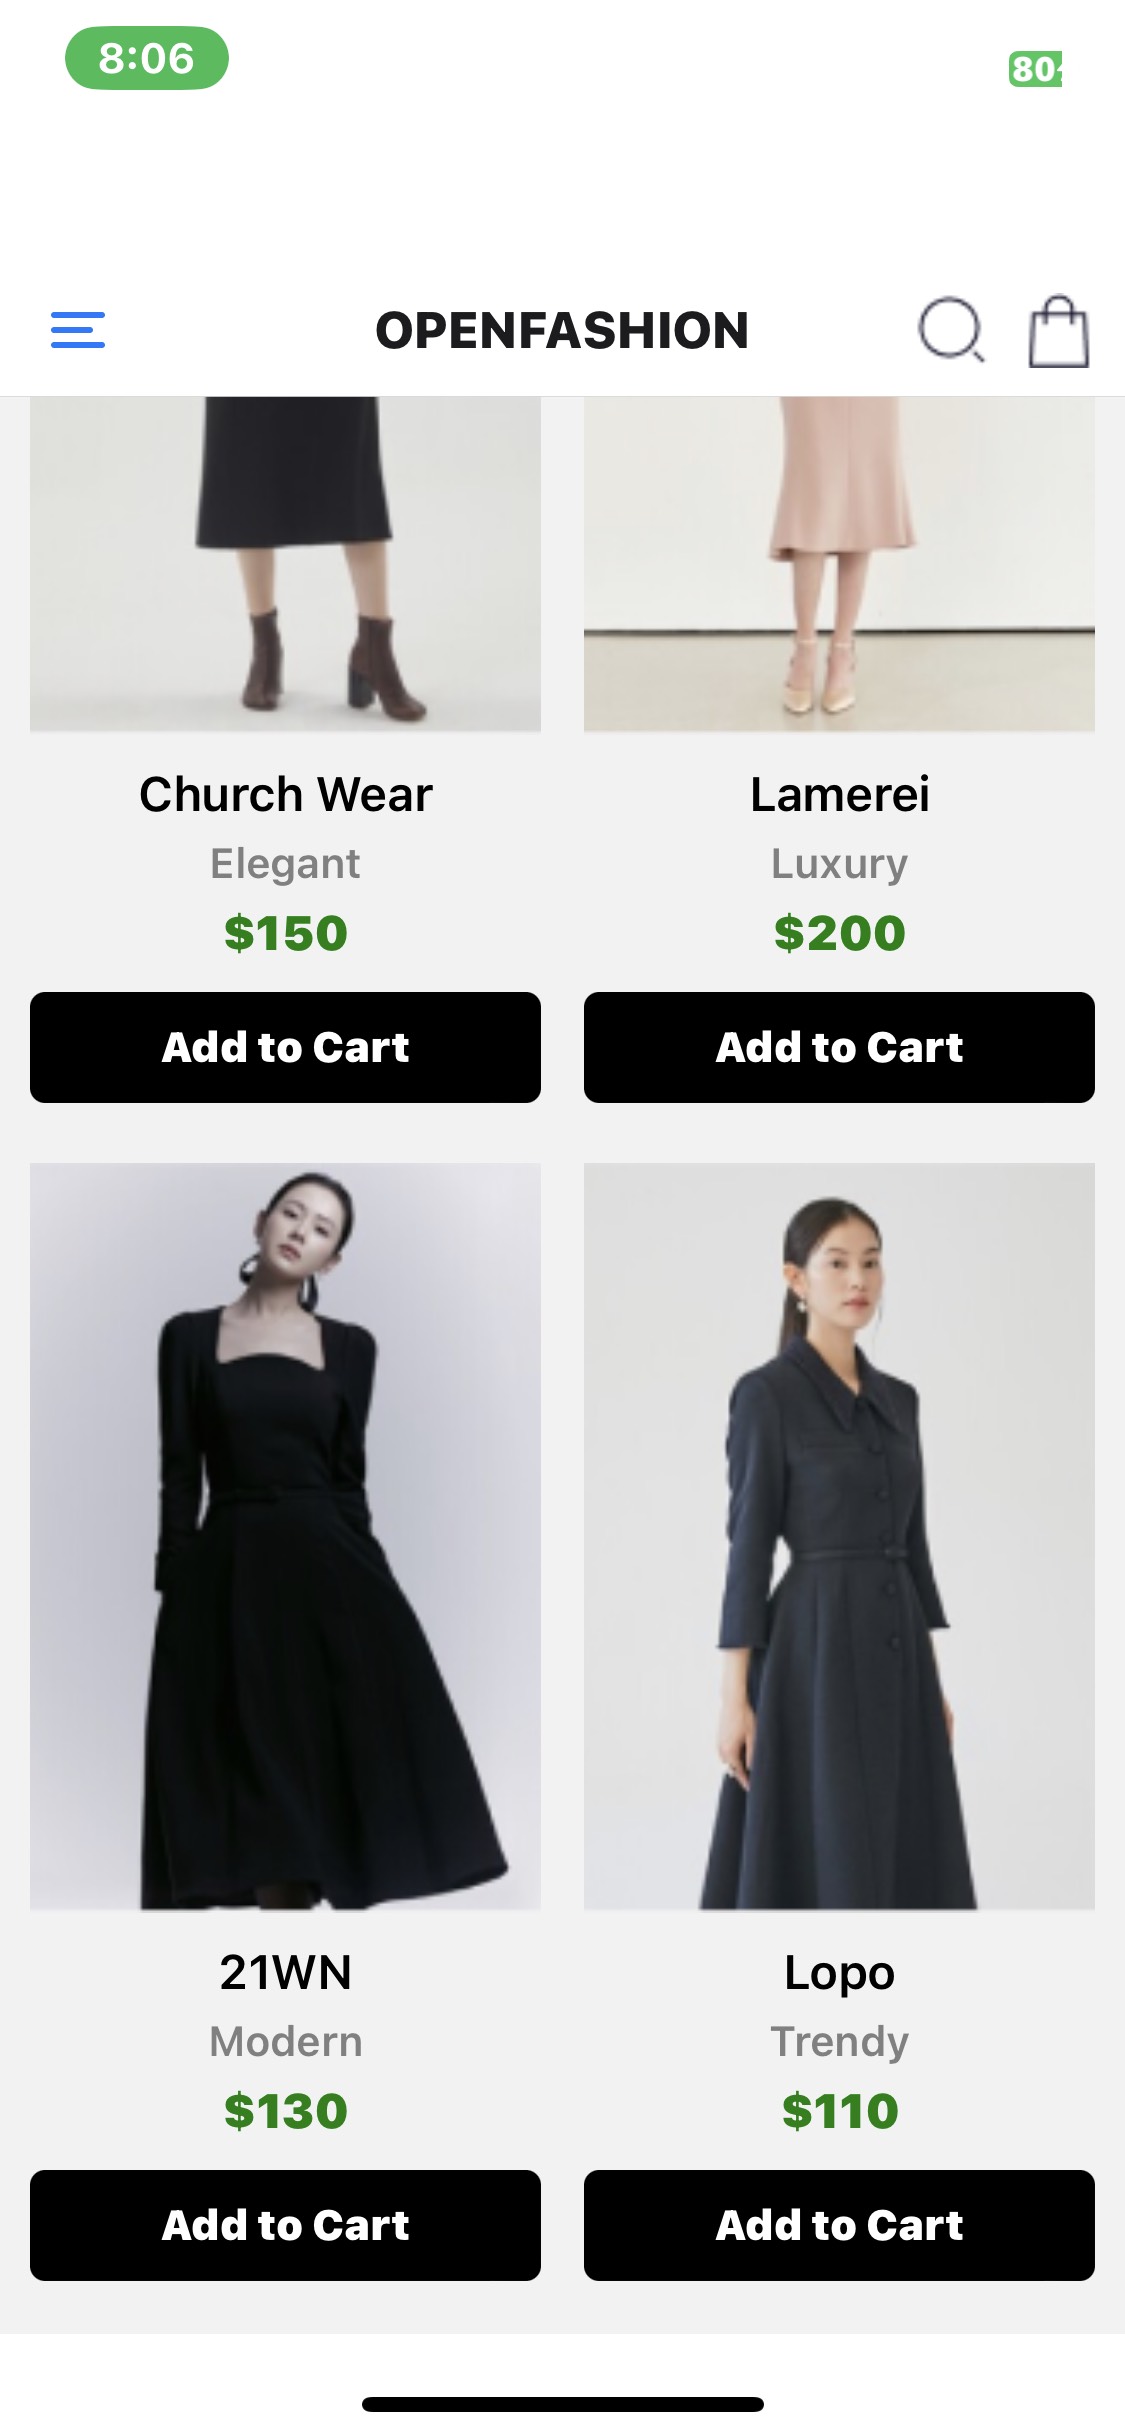 8:06
80
OPENFASHION
Church Wear
Elegant
$150
Add to Cart
Lamerei
Luxury
$200
Add to Cart
21WN
Modern
$130
Add to Cart
Lopo
Trendy
$110
Add to Cart